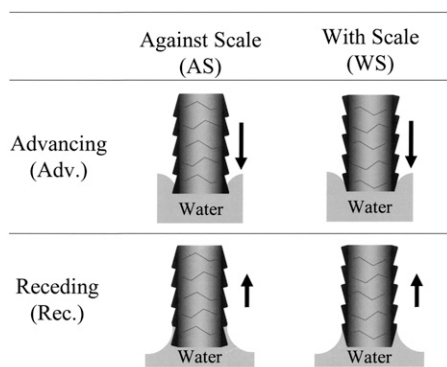 Against Scale
(AS)
With Scale
(WS)
Advancing
(Adv.)
Water
Water
Receding
(Rec.)
Water
Water